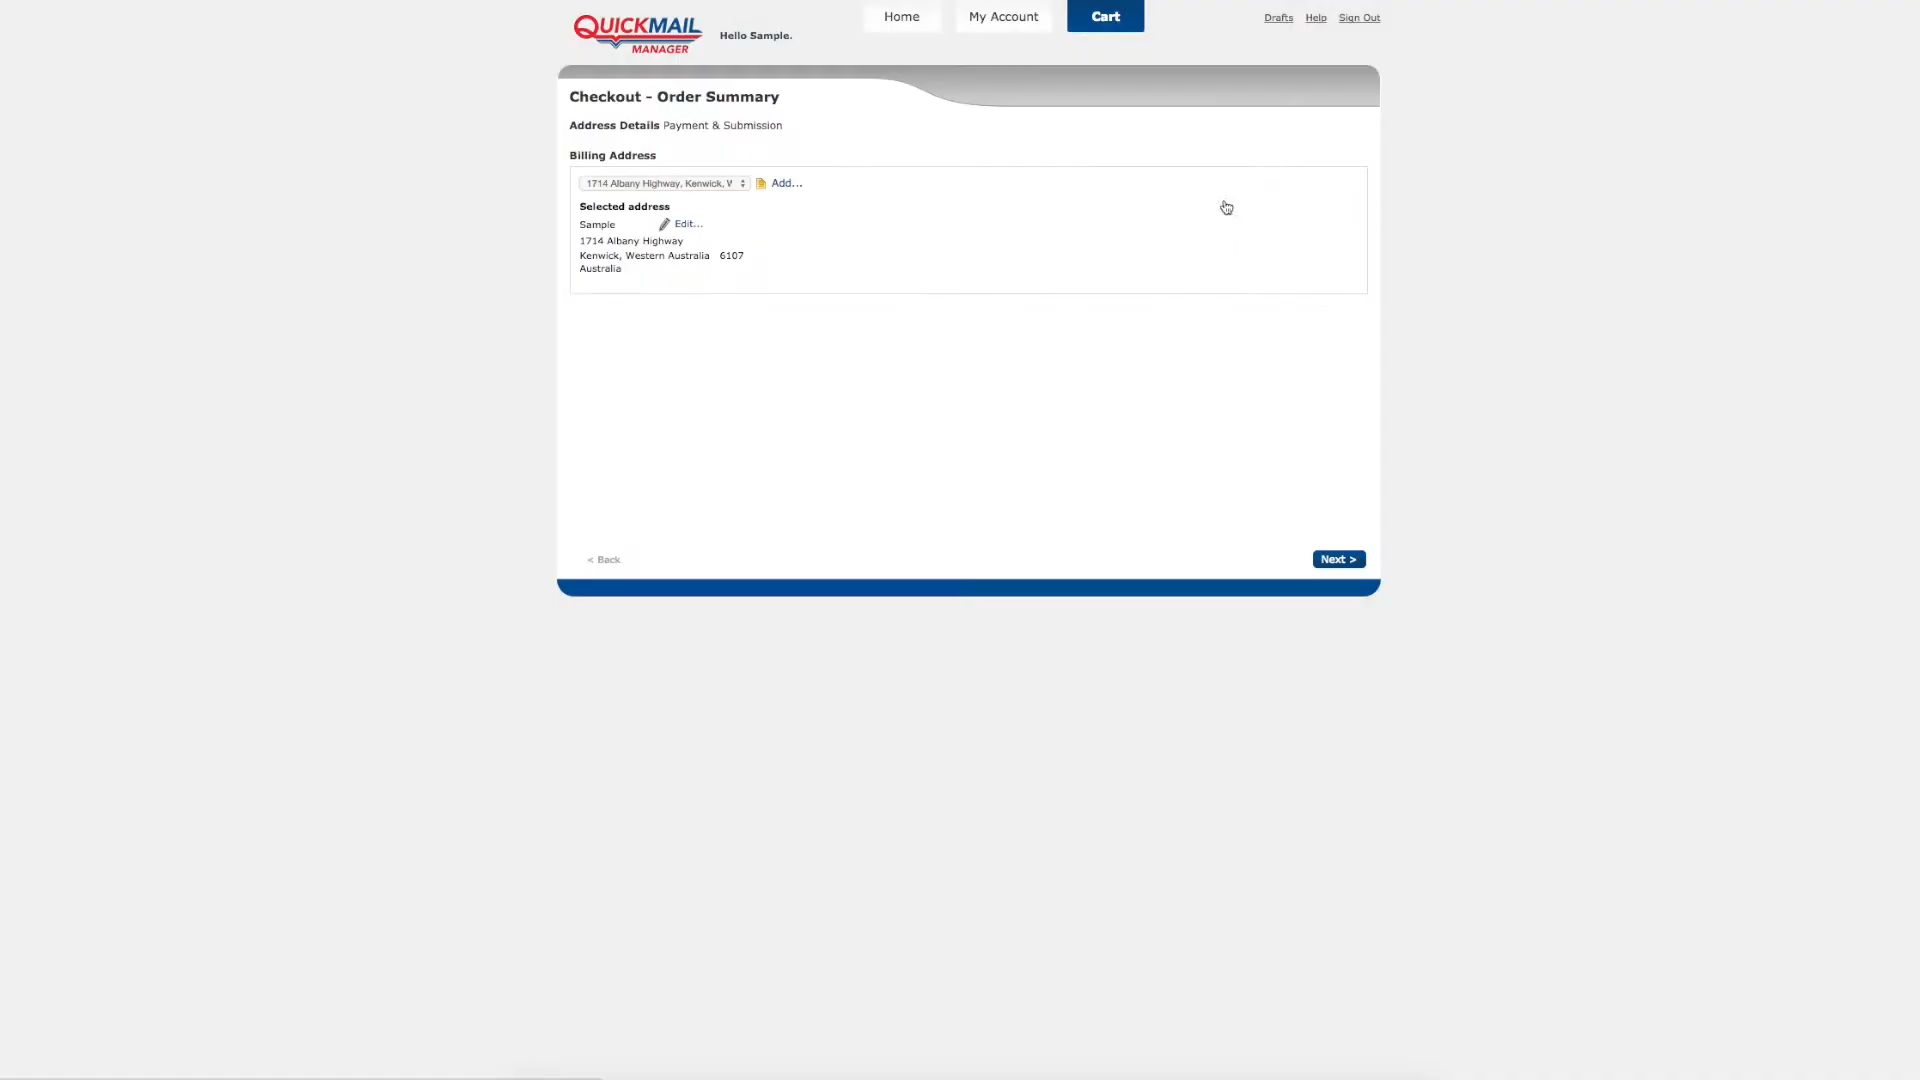 QUICKMAIL
MANAGER
Hello Sample.
Home
My Account
Cart
Drafts
Help
Sign Out
Checkout - Order Summary
Address Details Payment & Submission
Billing Address
1714 Albany Highway, Kenwick,
Add...
Selected address
Sample
Edit...
1714 Albany Highway
Kenwick, Western Australia 6107
Australia
< Back
Next >